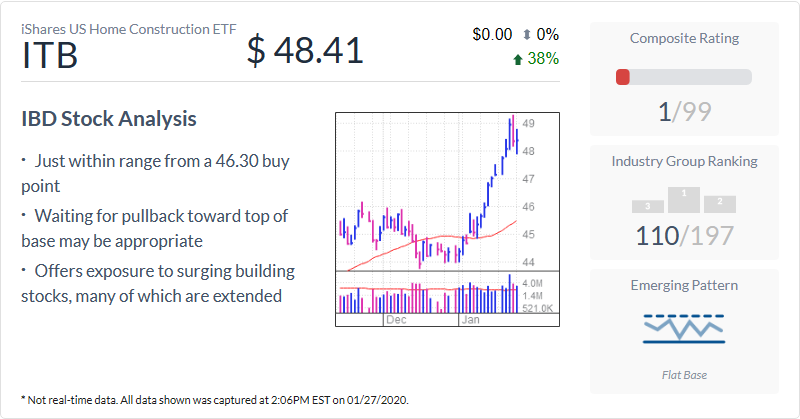 iShares US Home Construction ETF
ITB
$ 48.41
$0.00 0%
38%
IBD Stock Analysis
· Just within range from a 46.30 buy
point
· Waiting for pullback toward top of
base may be appropriate
· Offers exposure to surging building
stocks, many of which are extended
49
48
47
46
45
44
4.0M
1.4M
521.0K
Dec Jan
* Not real-time data. All data shown was captured at 2:06PM EST on 01/27/2020.
Composite Rating
1/99
Industry Group Ranking
3 1 2
110/197
Emerging Pattern
Flat Base